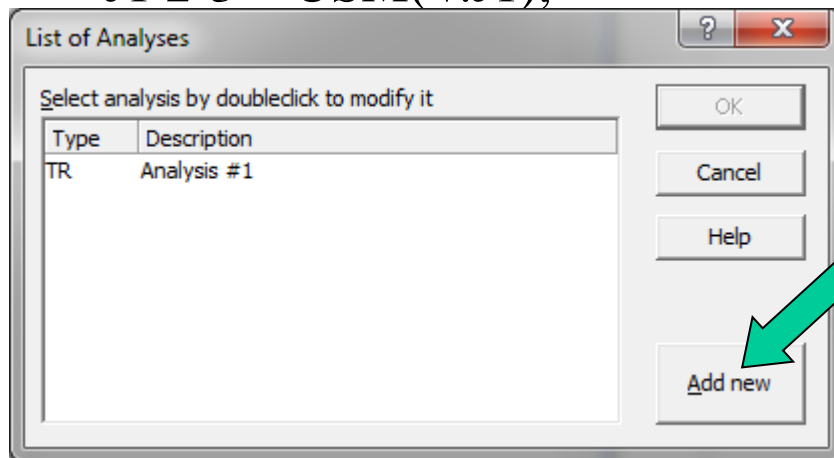 List of Analyses
?
X
Select analysis by doubleclick to modify it
Type Description
TR Analysis #1
OK
Cancel
Help
Add new